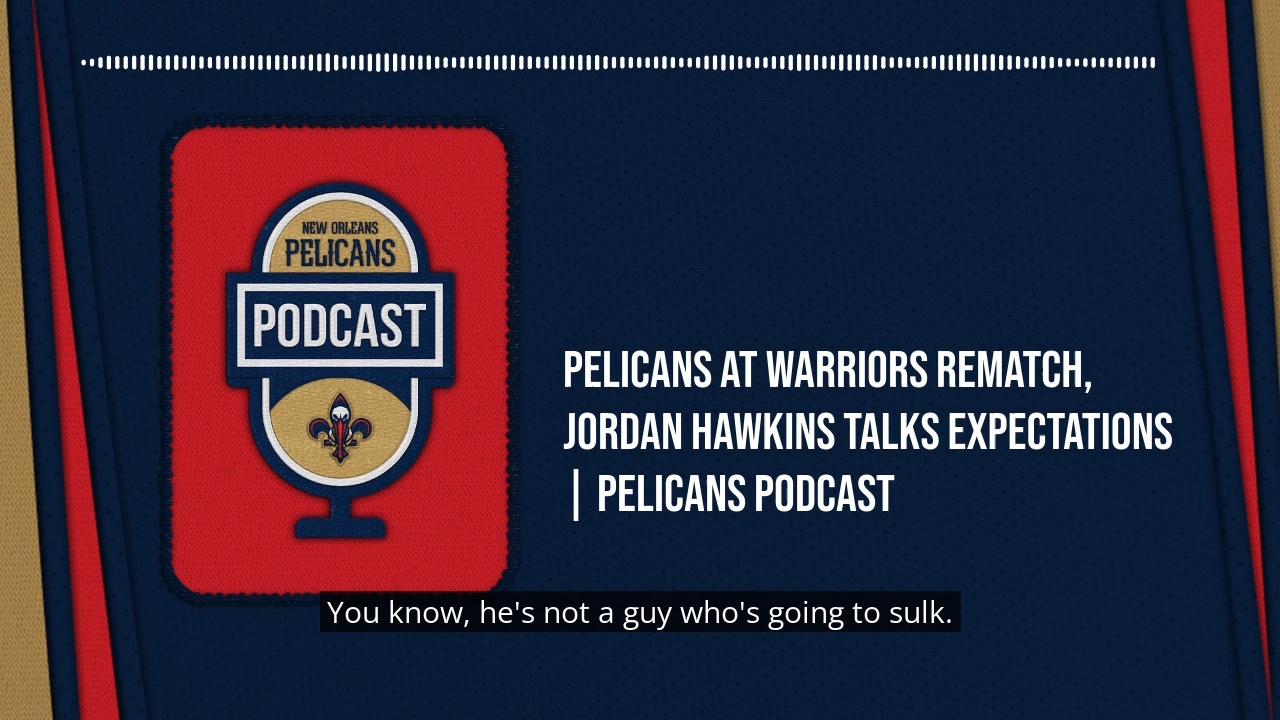 NEW ORLEANS
PELICANS
PODCAST
PELICANS AT WARRIORS REMATCH,
JORDAN HAWKINS TALKS EXPECTATIONS
| PELICANS PODCAST
You know, he's not a guy who's going to sulk.